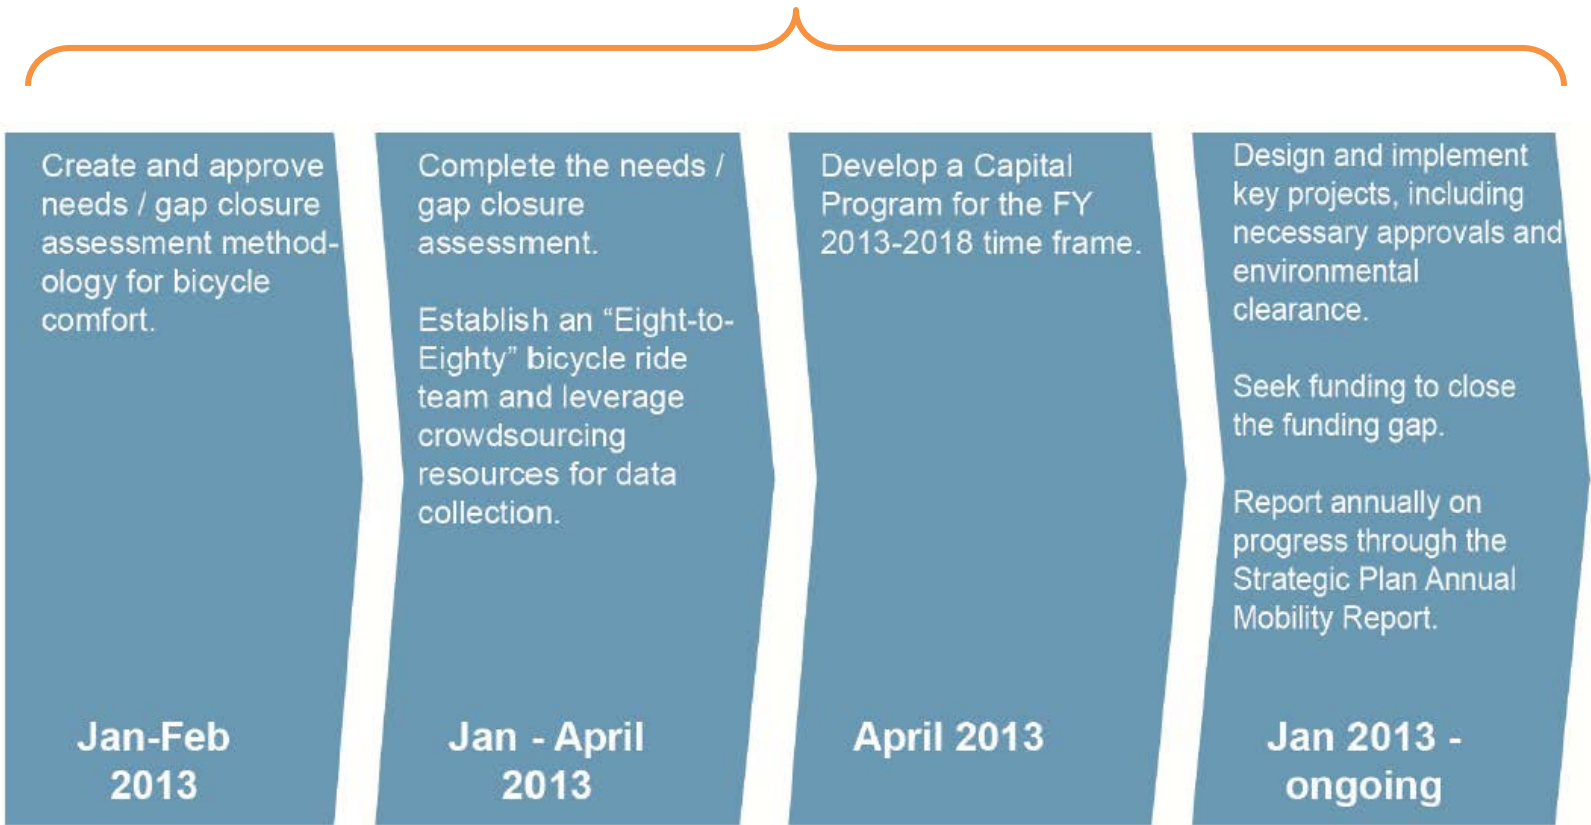 Create and approve
needs / gap closure
assessment method-
ology for bicycle
comfort.
Jan-Feb
2013
Complete the needs /
gap closure
assessment.
Establish an “Eight-to-
Eighty” bicycle ride
team and leverage
crowdsourcing
resources for data
collection.
Jan - April
2013
Develop a Capital
Program for the FY
2013-2018 time frame.
April 2013
Design and implement
key projects, including
necessary approvals and
environmental
clearance.
Seek funding to close
the funding gap.
Report annually on
progress through the
Strategic Plan Annual
Mobility Report.
Jan 2013 -
ongoing